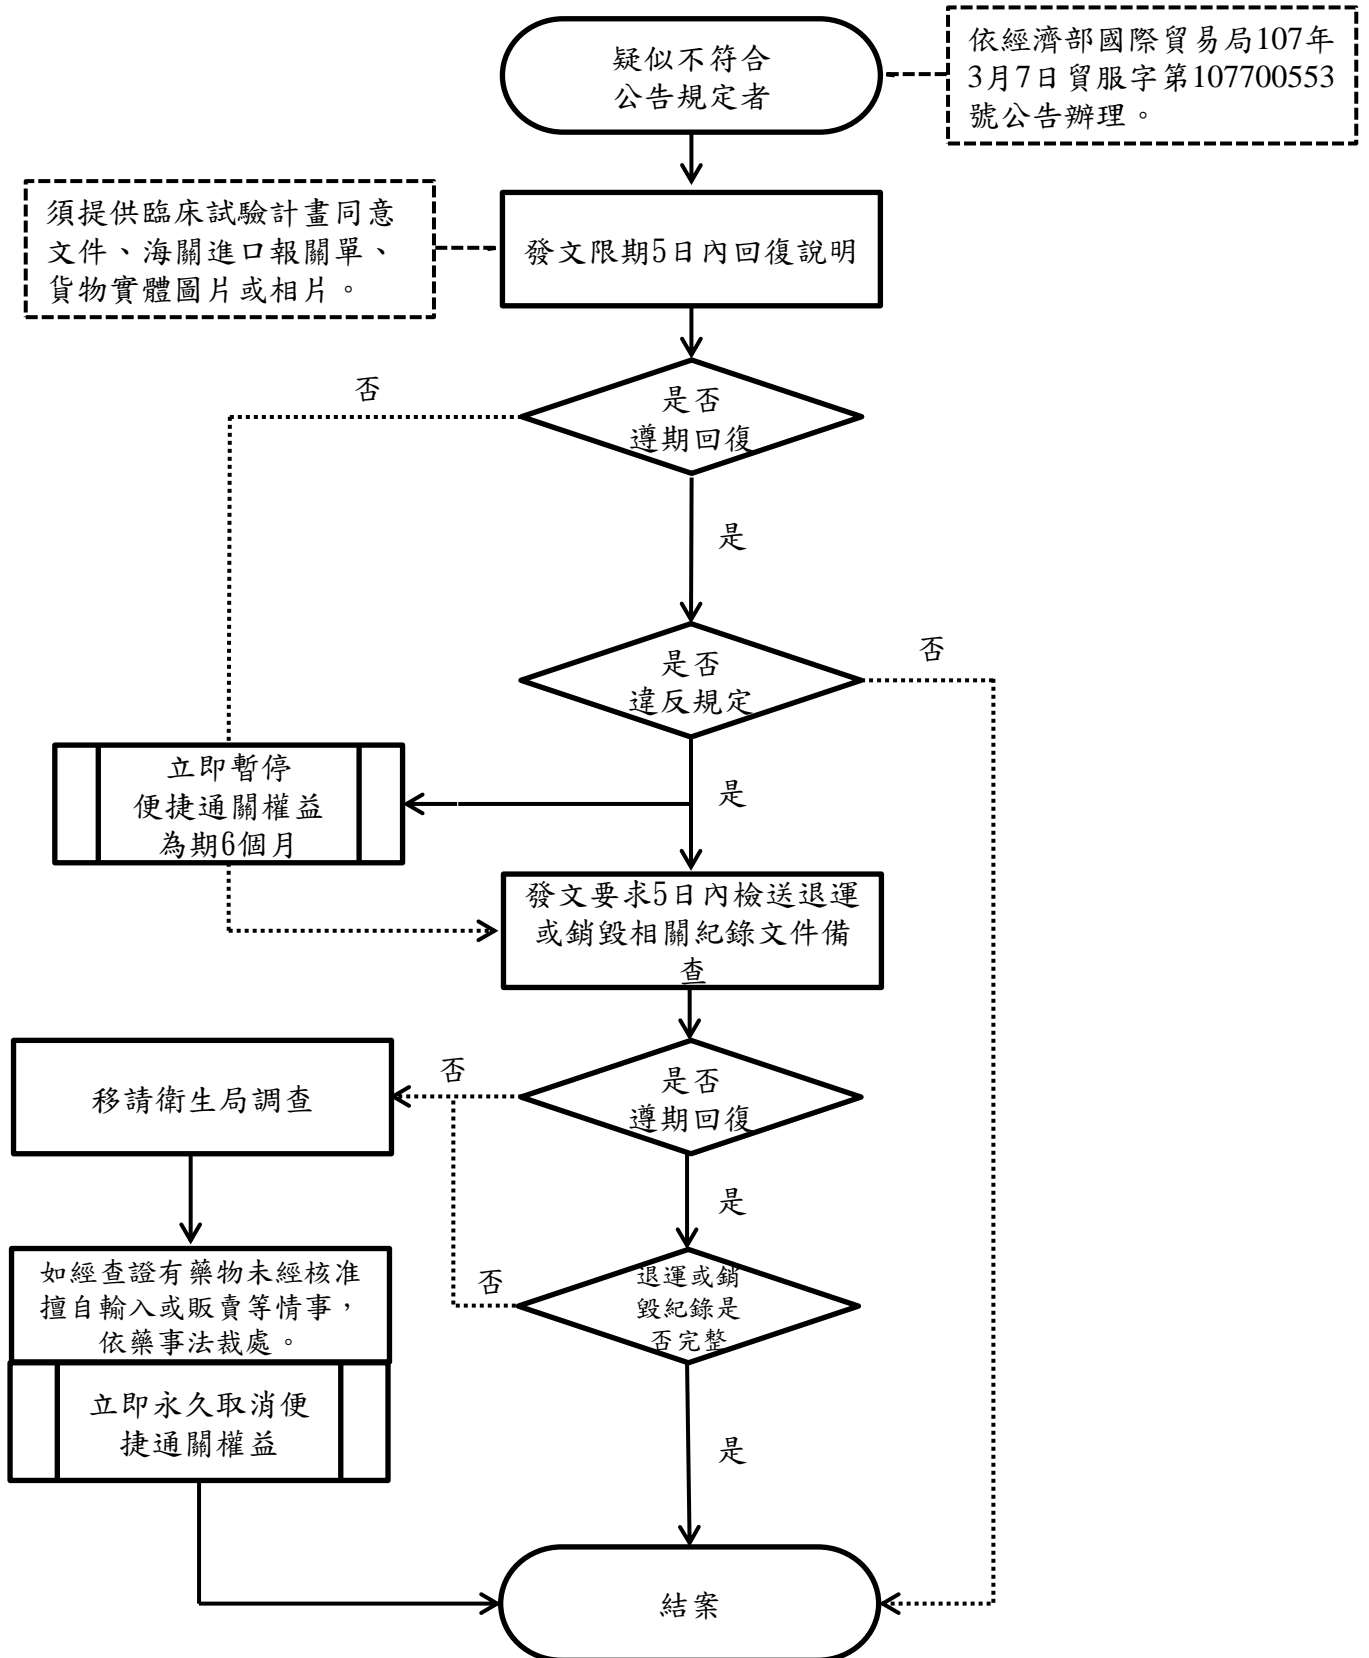 疑似不符合
公告規定者
依經濟部國際貿易局107年
3月7日貿服字第107700553
號公告辦理。
須提供臨床試驗計畫同意
文件、海關進口報關單、
貨物實體圖片或相片。
發文限期5日內回復說明
否
是否
遵期回復
是
是否
違反規定
否
立即暫停
便捷通關權益
為期6個月
是
發文要求5日內檢送退運
或銷毀相關紀錄文件備
查
移請衛生局調查
否
是否
遵期回復
是
如經查證有藥物未經核准
擅自輸入或販賣等情事，
依藥事法裁處。
否
退運或銷
毀紀錄是
否完整
立即永久取消便
捷通關權益
是
結案